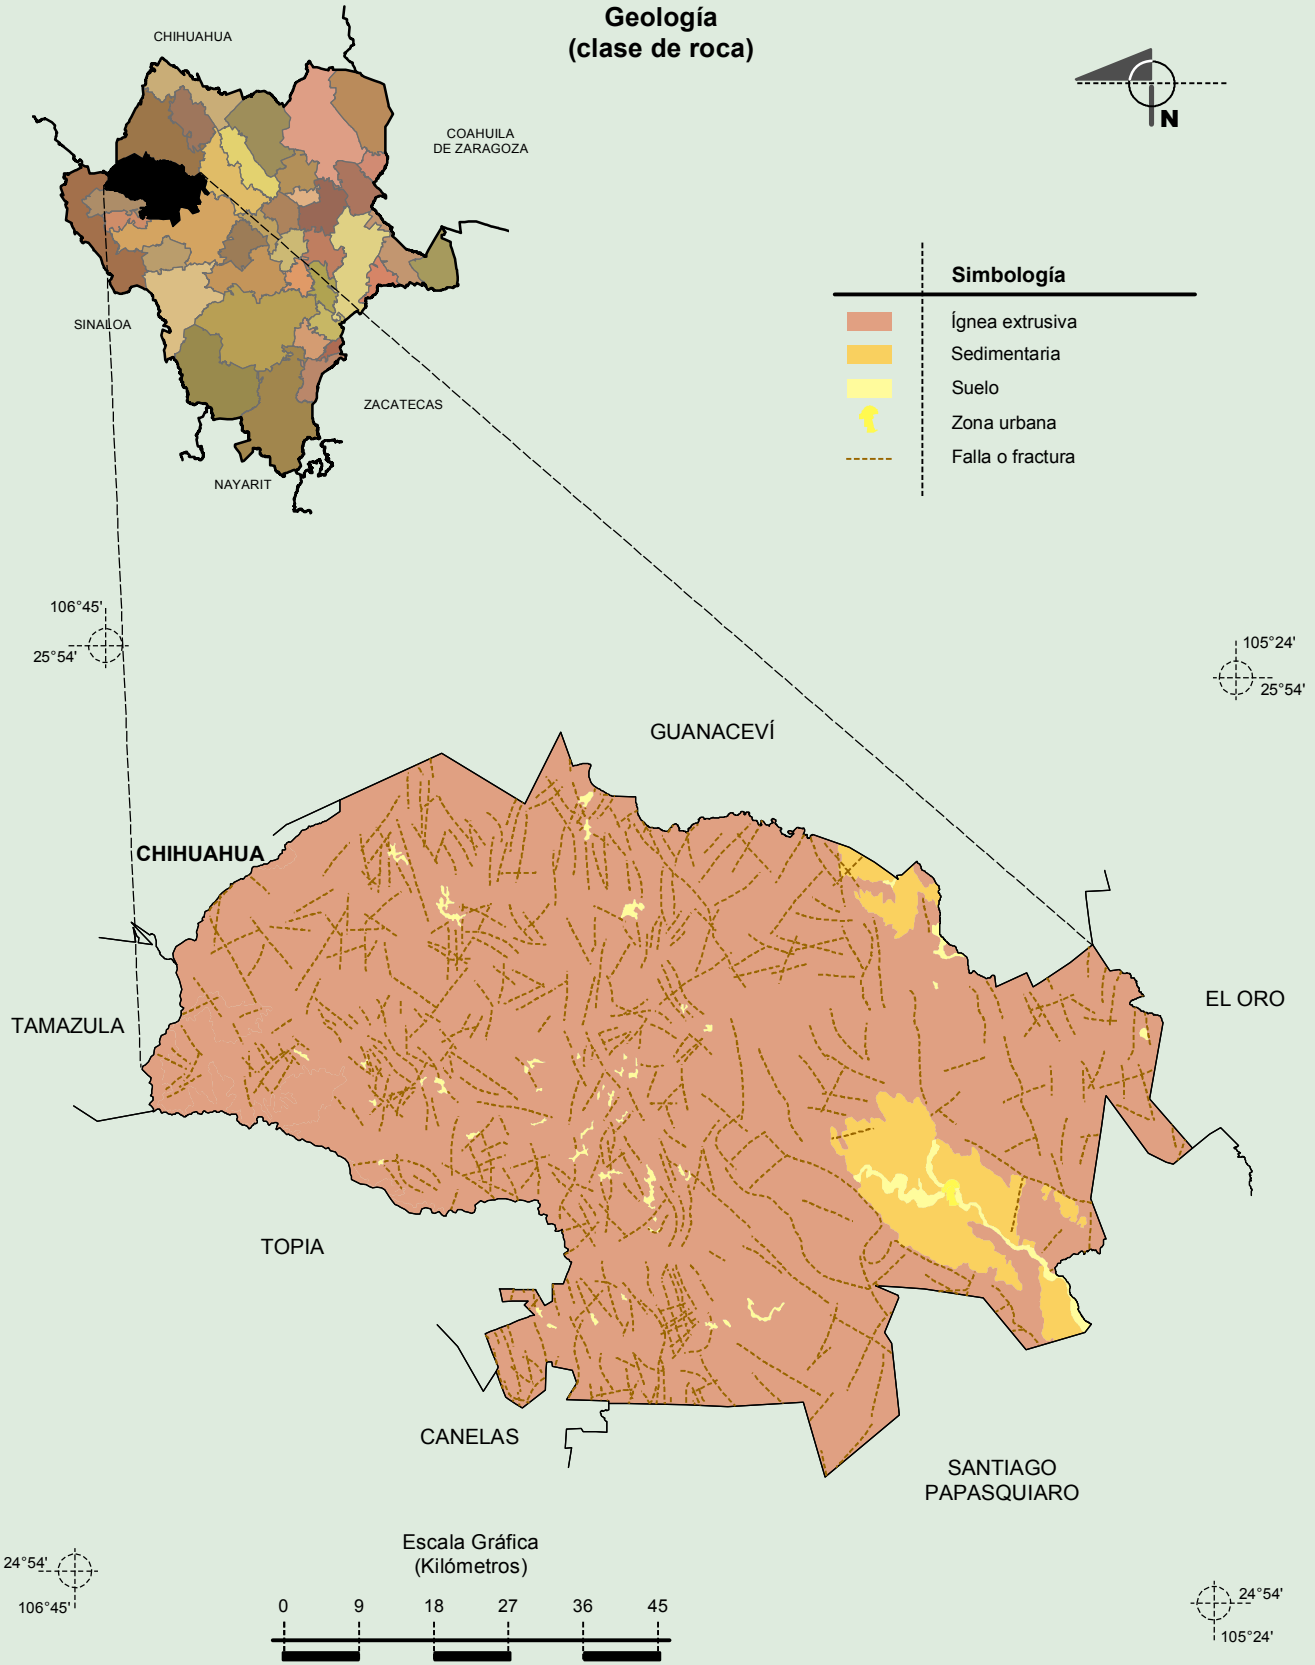 Geología
(clase de roca)
CHIHUAHUA
N
COAHUILA
DE ZARAGOZA
SINALOA
ZACATECAS
NAYARIT
Simbología
Ígnea extrusiva
Sedimentaria
Suelo
Zona urbana
Falla o fractura
106°45'
25°54'
105°24'
25°54'
GUANACEVÍ
CHIHUAHUA
TAMAZULA
EL ORO
TOPIA
CANELAS
SANTIAGO
PAPASQUIARO
Escala Gráfica
(Kilómetros)
0 9 18 27 36 45
24°54'
106°45'
24°54'
105°24'